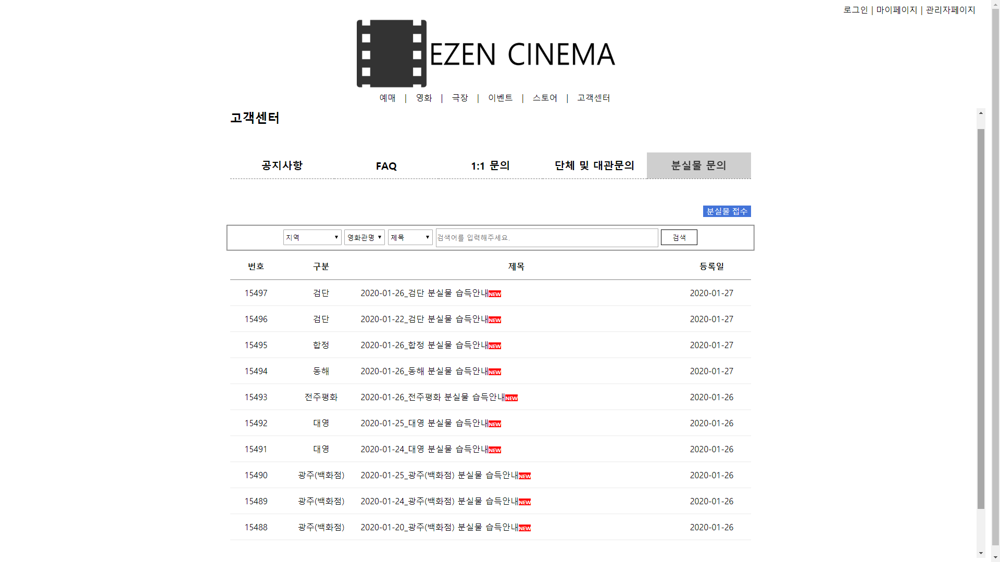 로그인 | 마이페이지 | 관리자페이지
EZEN CINEMA
예매 | 영화 | 극장 | 이벤트 | 스토어 | 고객센터
고객센터
공지사항 FAQ 1:1 문의 단체 및 대관문의 분실물 문의
분실물 접수
지역 영화관명 제목 검색어를 입력해주세요. 검색
번호 구분 제목 등록일
15497 검단 2020-01-26_검단 분실물 습득안내NEW 2020-01-27
15496 검단 2020-01-22_검단 분실물 습득안내NEW 2020-01-27
15495 합정 2020-01-26_합정 분실물 습득안내NEW 2020-01-27
15494 동해 2020-01-26_동해 분실물 습득안내NEW 2020-01-27
15493 전주평화 2020-01-26_전주평화 분실물 습득안내NEW 2020-01-26
15492 대영 2020-01-25_대영 분실물 습득안내NEW 2020-01-26
15491 대영 2020-01-24_대영 분실물 습득안내NEW 2020-01-26
15490 광주(백화점) 2020-01-25_광주(백화점) 분실물 습득안내NEW 2020-01-26
15489 광주(백화점) 2020-01-24_광주(백화점) 분실물 습득안내NEW 2020-01-26
15488 광주(백화점) 2020-01-20_광주(백화점) 분실물 습득안내NEW 2020-01-26